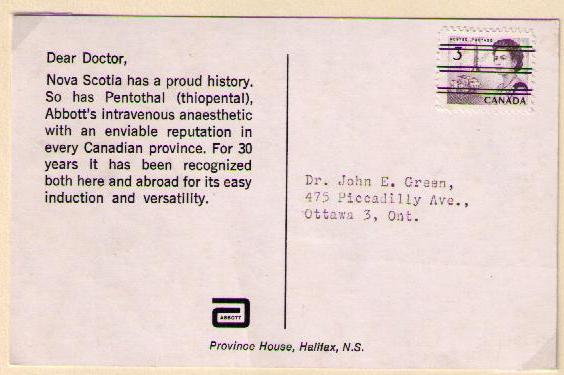 Dear Doctor,
Nova Scotia has a proud history.
So has Pentothal (thiopental),
Abbott's intravenous anaesthetic
with an enviable reputation in
every Canadian province. For 30
years it has been recognized
both here and abroad for its easy
induction and versatility.
ABBOTT
Province House, Halifax, N.S.
POSTES POSTAGE
3
CANADA
Dr. John E. Green,
475 Piccadilly Ave.,
Ottawa 3, Ont.